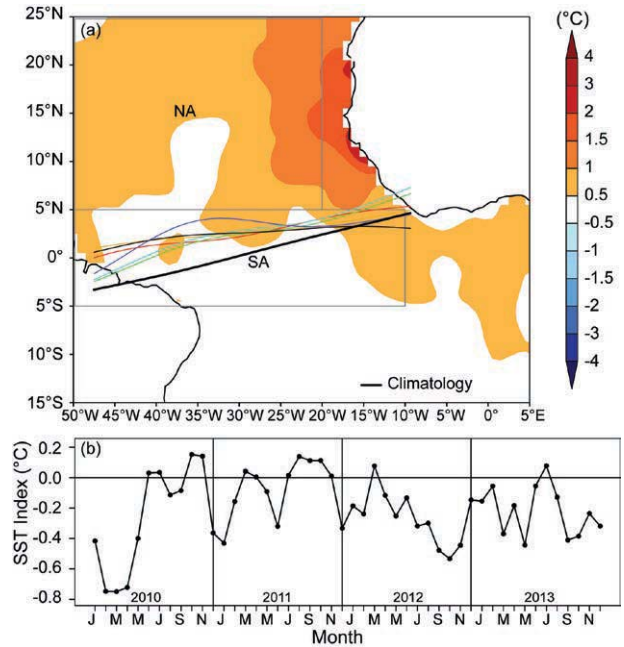 (°C)
25°N
(a)
20°N
15°N
10°N
5°N
0°
5°S
10°S
15°S
NA
SA
Climatology
50°W 45°W 40°W 35°W 30°W 25°W 20°W 15°W 10°W 5°W 0° 5°E
4
3
2
1
0.5
-0.5
-1
-1.5
-2
-3
-4
(b)
SST Index (°C)
0.2
0.0
-0.2
-0.4
-0.6
-0.8
2010 2011 2012 2013
J M M J S N J M M J S N J M M J S N J M M J S N
Month